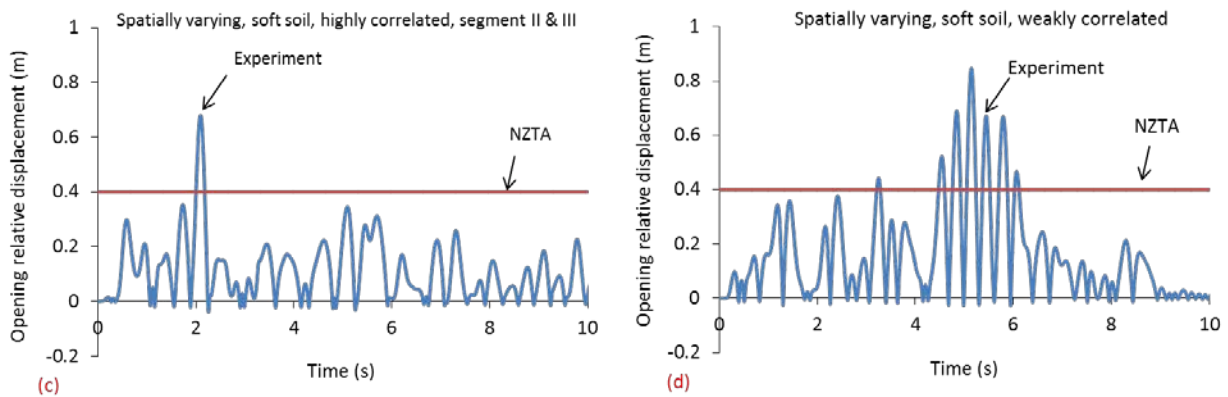 Spatially varying, soft soil, highly correlated, segment II & III
Opening relative displacement (m)
1
0.8
0.6
0.4
0.2
0
-0.2
Experiment
NZTA
0
2
4
6
8
10
Time (s)
(c)
Spatially varying, soft soil, weakly correlated
Opening relative displacement (m)
1
0.8
0.6
0.4
0.2
0
-0.2
Experiment
NZTA
0
2
4
6
8
10
Time (s)
(d)